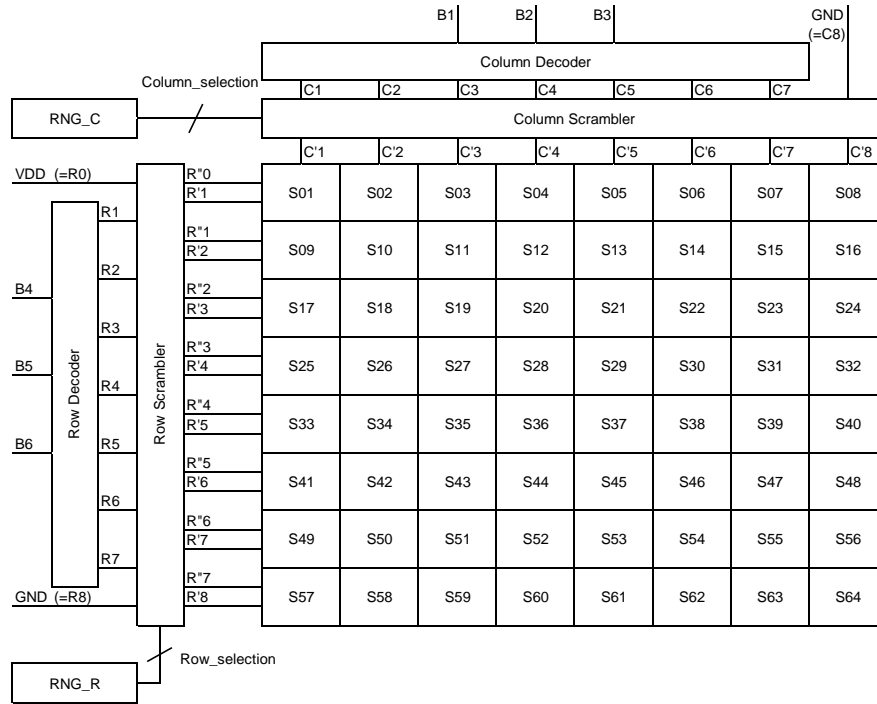 B1 B2 B3 GND
(=C8)
Column Decoder
Column_selection
C1 C2 C3 C4 C5 C6 C7
RNG_C
Column Scrambler
C'1 C'2 C'3 C'4 C'5 C'6 C'7 C'8
VDD (=R0)
R"0
R'1
S01 S02 S03 S04 S05 S06 S07 S08
R1
R"1
R'2
S09 S10 S11 S12 S13 S14 S15 S16
R2
B4
R"2
R'3
S17 S18 S19 S20 S21 S22 S23 S24
R3
B5
R"3
R'4
S25 S26 S27 S28 S29 S30 S31 S32
Row Decoder
Row Scrambler
R4
R"4
R'5
S33 S34 S35 S36 S37 S38 S39 S40
B6
R5
R"5
R'6
S41 S42 S43 S44 S45 S46 S47 S48
R6
R"6
R'7
S49 S50 S51 S52 S53 S54 S55 S56
R7
R"7
GND (=R8)
R'8
S57 S58 S59 S60 S61 S62 S63 S64
Row_selection
RNG_R